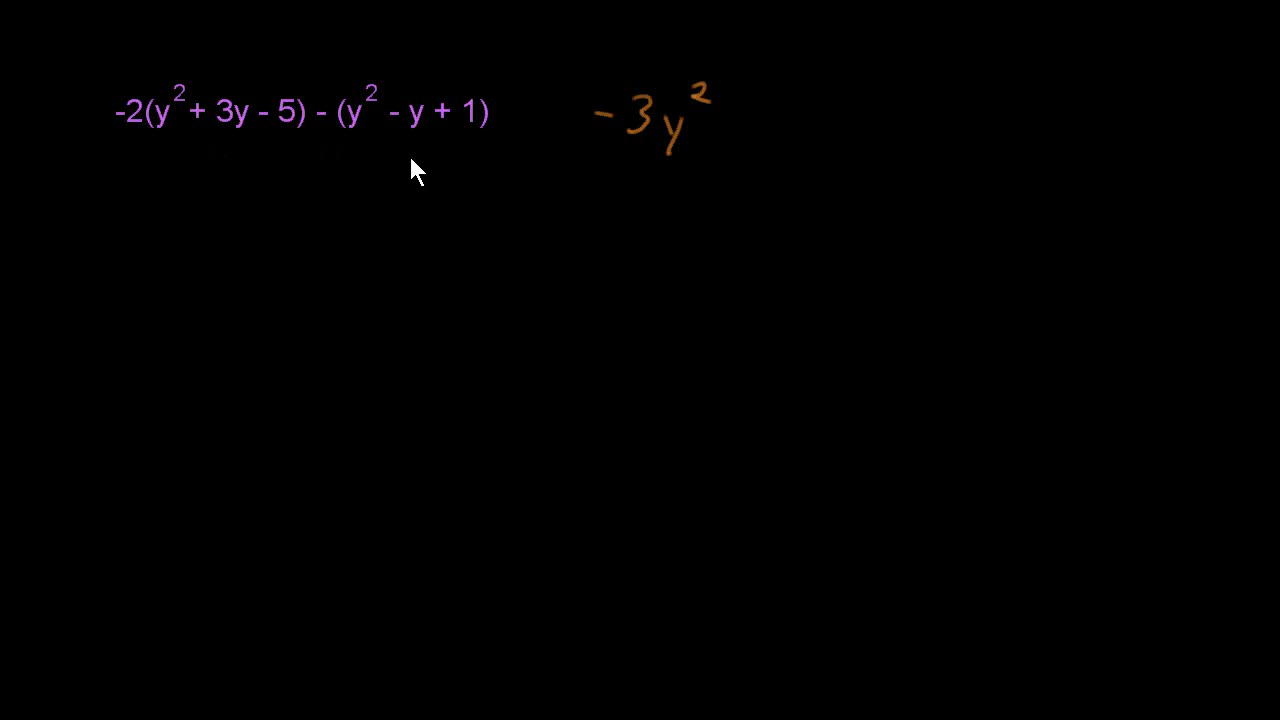 -2(y²+ 3y - 5) - (y² - y + 1) -3y²